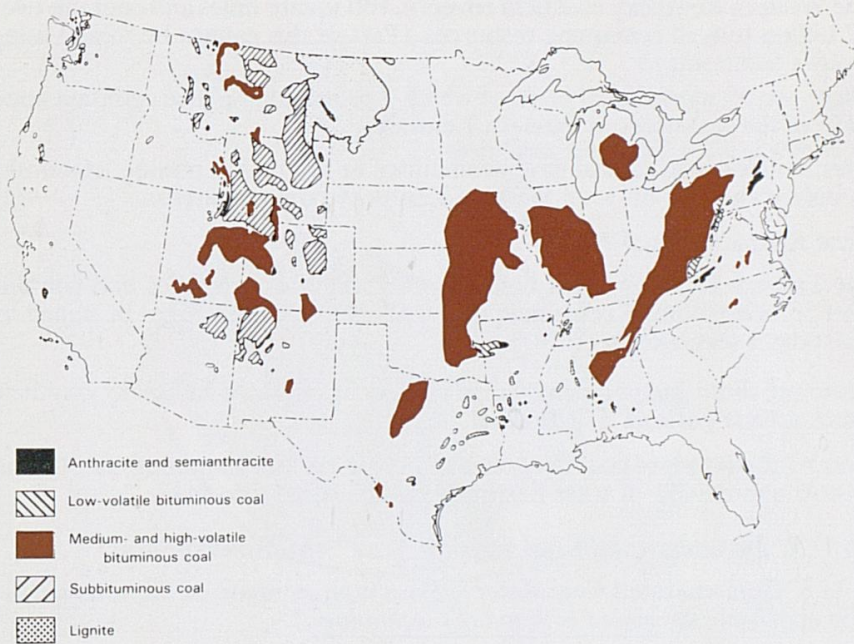 Anthracite and semianthracite
Low-volatile bituminous coal
Medium- and high-volatile
bituminous coal
Subbituminous coal
Lignite